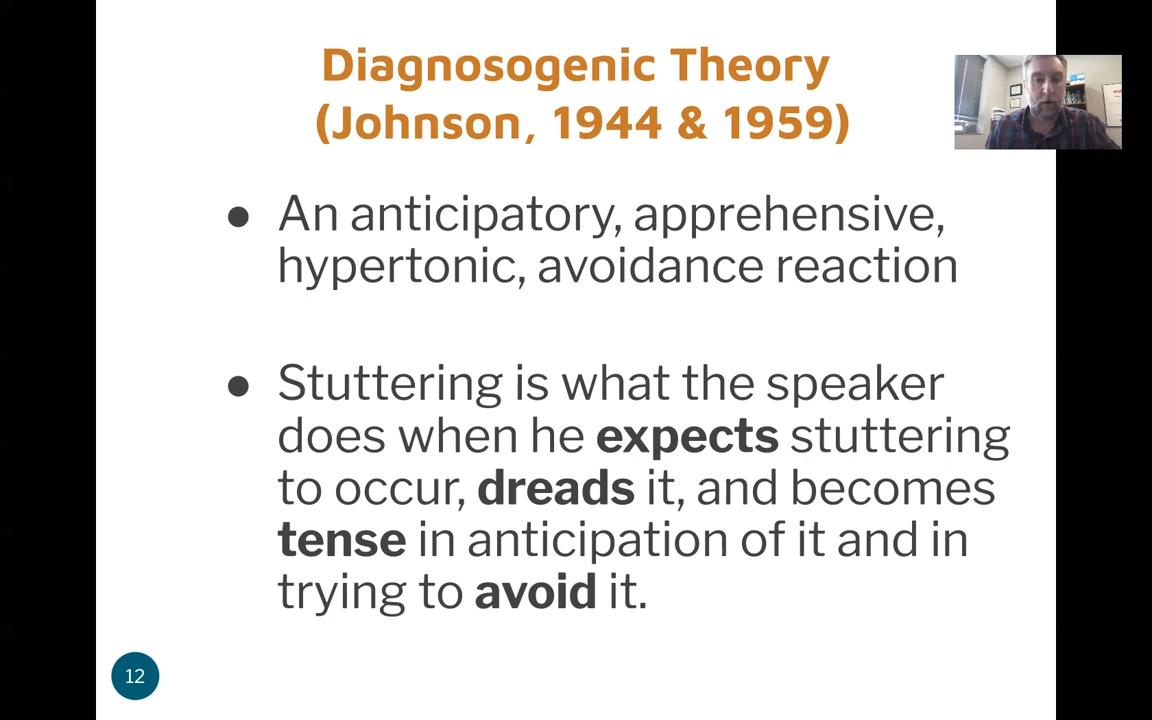 Diagnosogenic Theory
(Johnson, 1944 & 1959)
● An anticipatory, apprehensive,
hypertonic, avoidance reaction
● Stuttering is what the speaker
does when he expects stuttering
to occur, dreads it, and becomes
tense in anticipation of it and in
trying to avoid it.
12